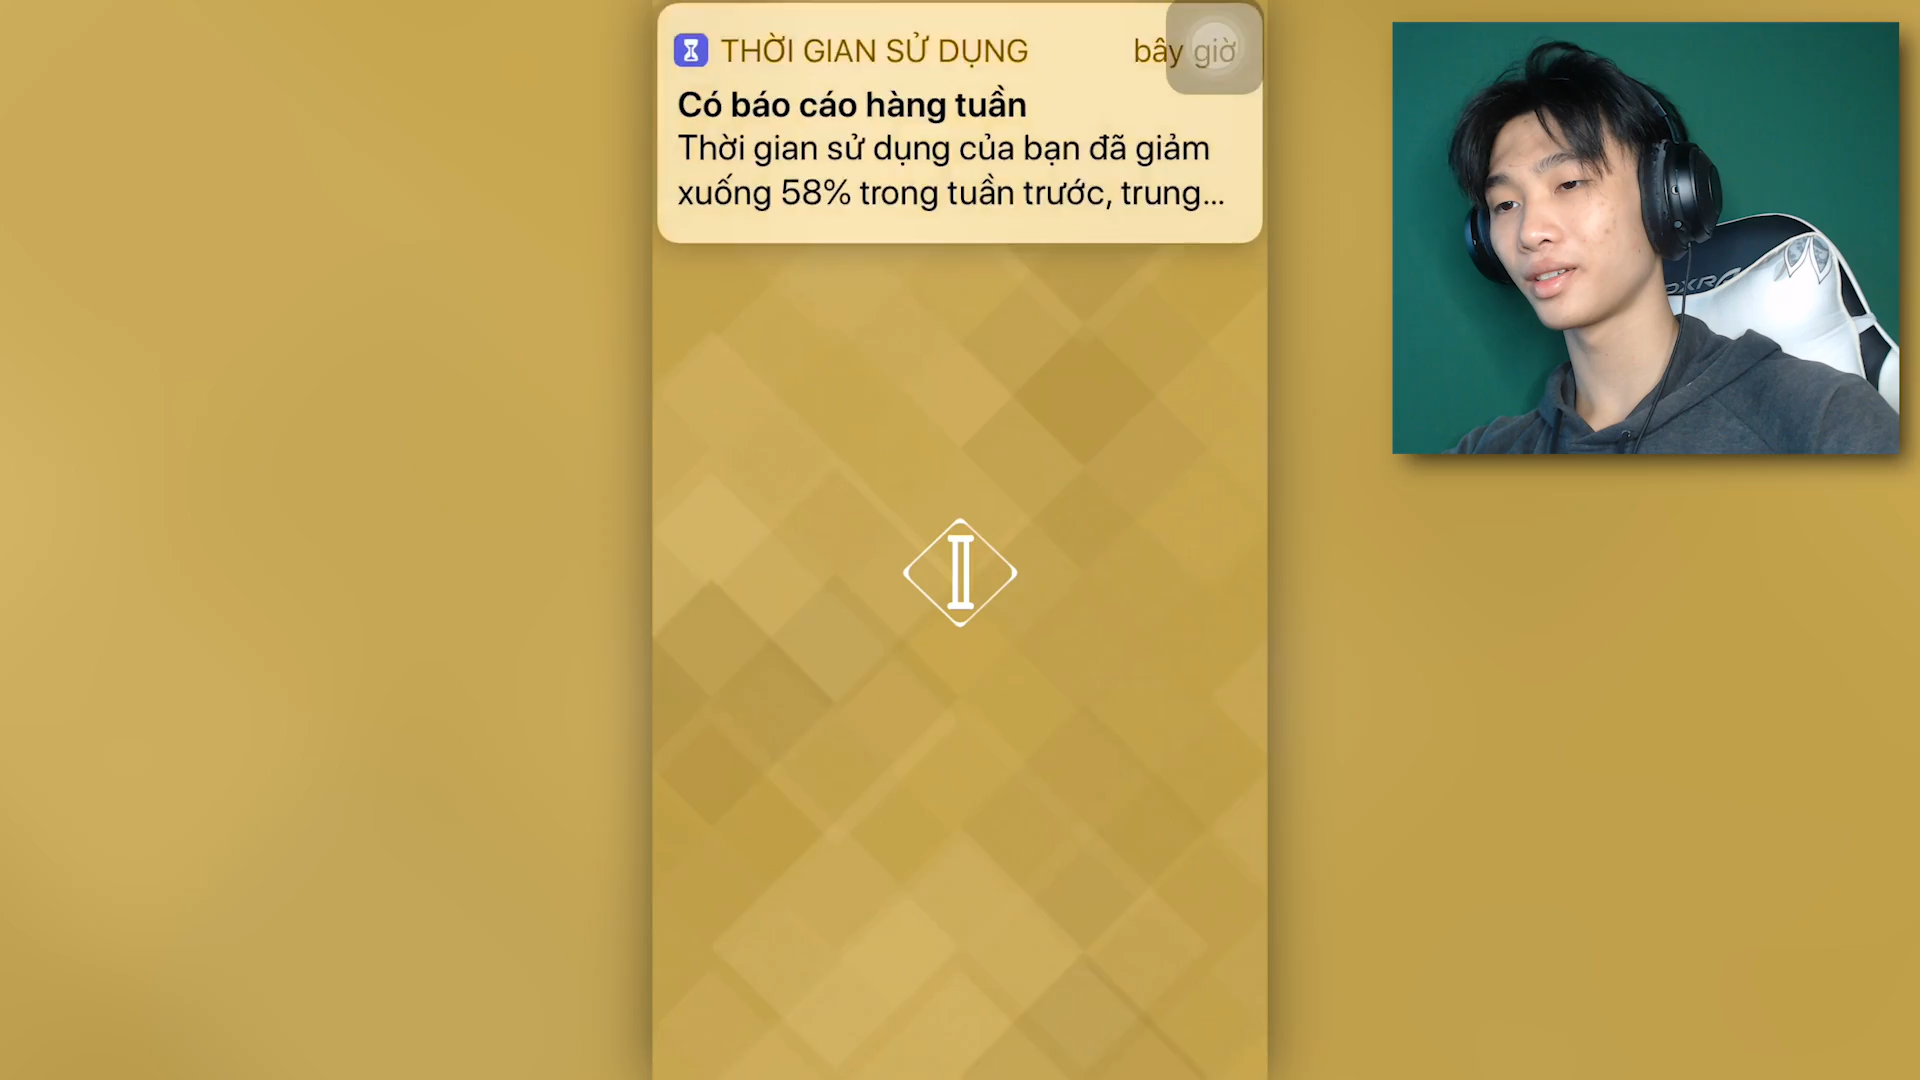 THỜI GIAN SỬ DỤNG
bây giờ
Có báo cáo hàng tuần
Thời gian sử dụng của bạn đã giảm
xuống 58% trong tuần trước, trung...
DXRA